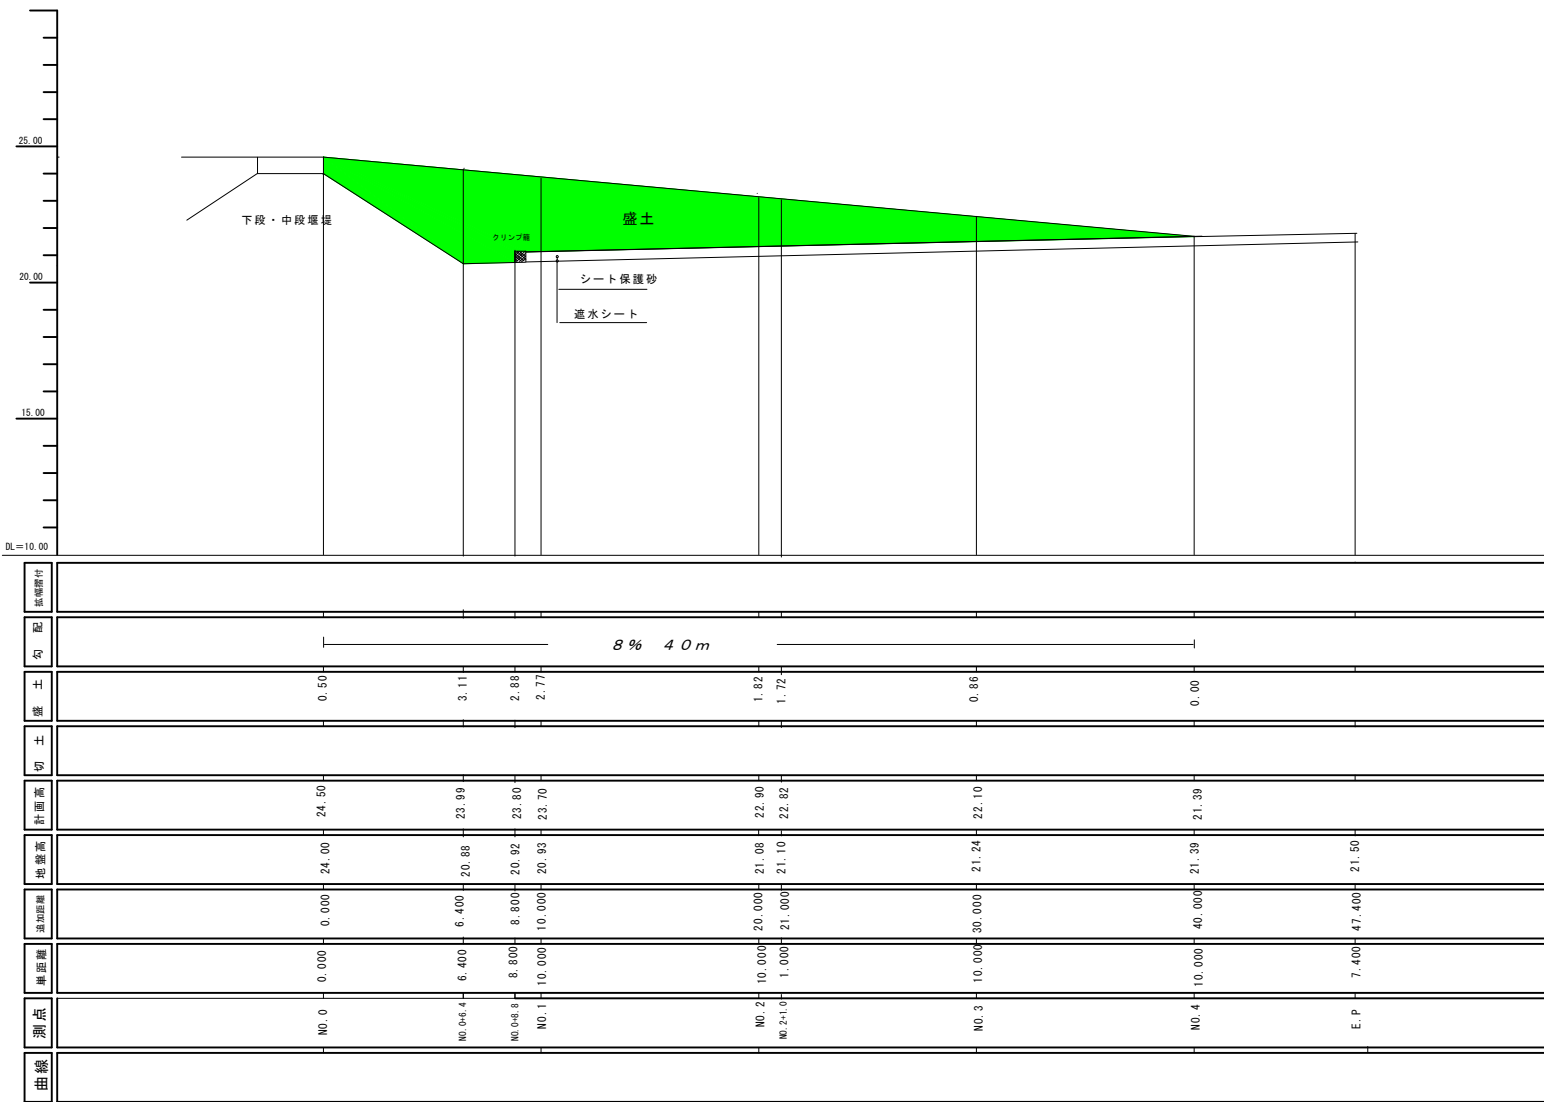 25.00
20.00
15.00
DL=10.00
下段・中段堰堤
盛土
クリンプ籠
シート保護砂
遮水シート
拡幅摺付
勾配
8% 40m
盛土
0.50 3.11 2.88 2.77 1.82 1.72 0.86 0.00
切土
計画高
24.50 23.99 23.80 23.70 22.90 22.82 22.10 21.39
地盤高
24.00 20.88 20.92 20.93 21.08 21.10 21.24 21.39 21.50
追加距離
0.000 6.400 8.800 10.000 20.000 21.000 30.000 40.000 47.400
単距離
0.000 6.400 8.800 10.000 10.000 1.000 10.000 10.000 7.400
測点
NO.0 NO.0+6.4 NO.0+8.8 NO.1 NO.2 NO.2+1.0 NO.3 NO.4 E.P
曲線